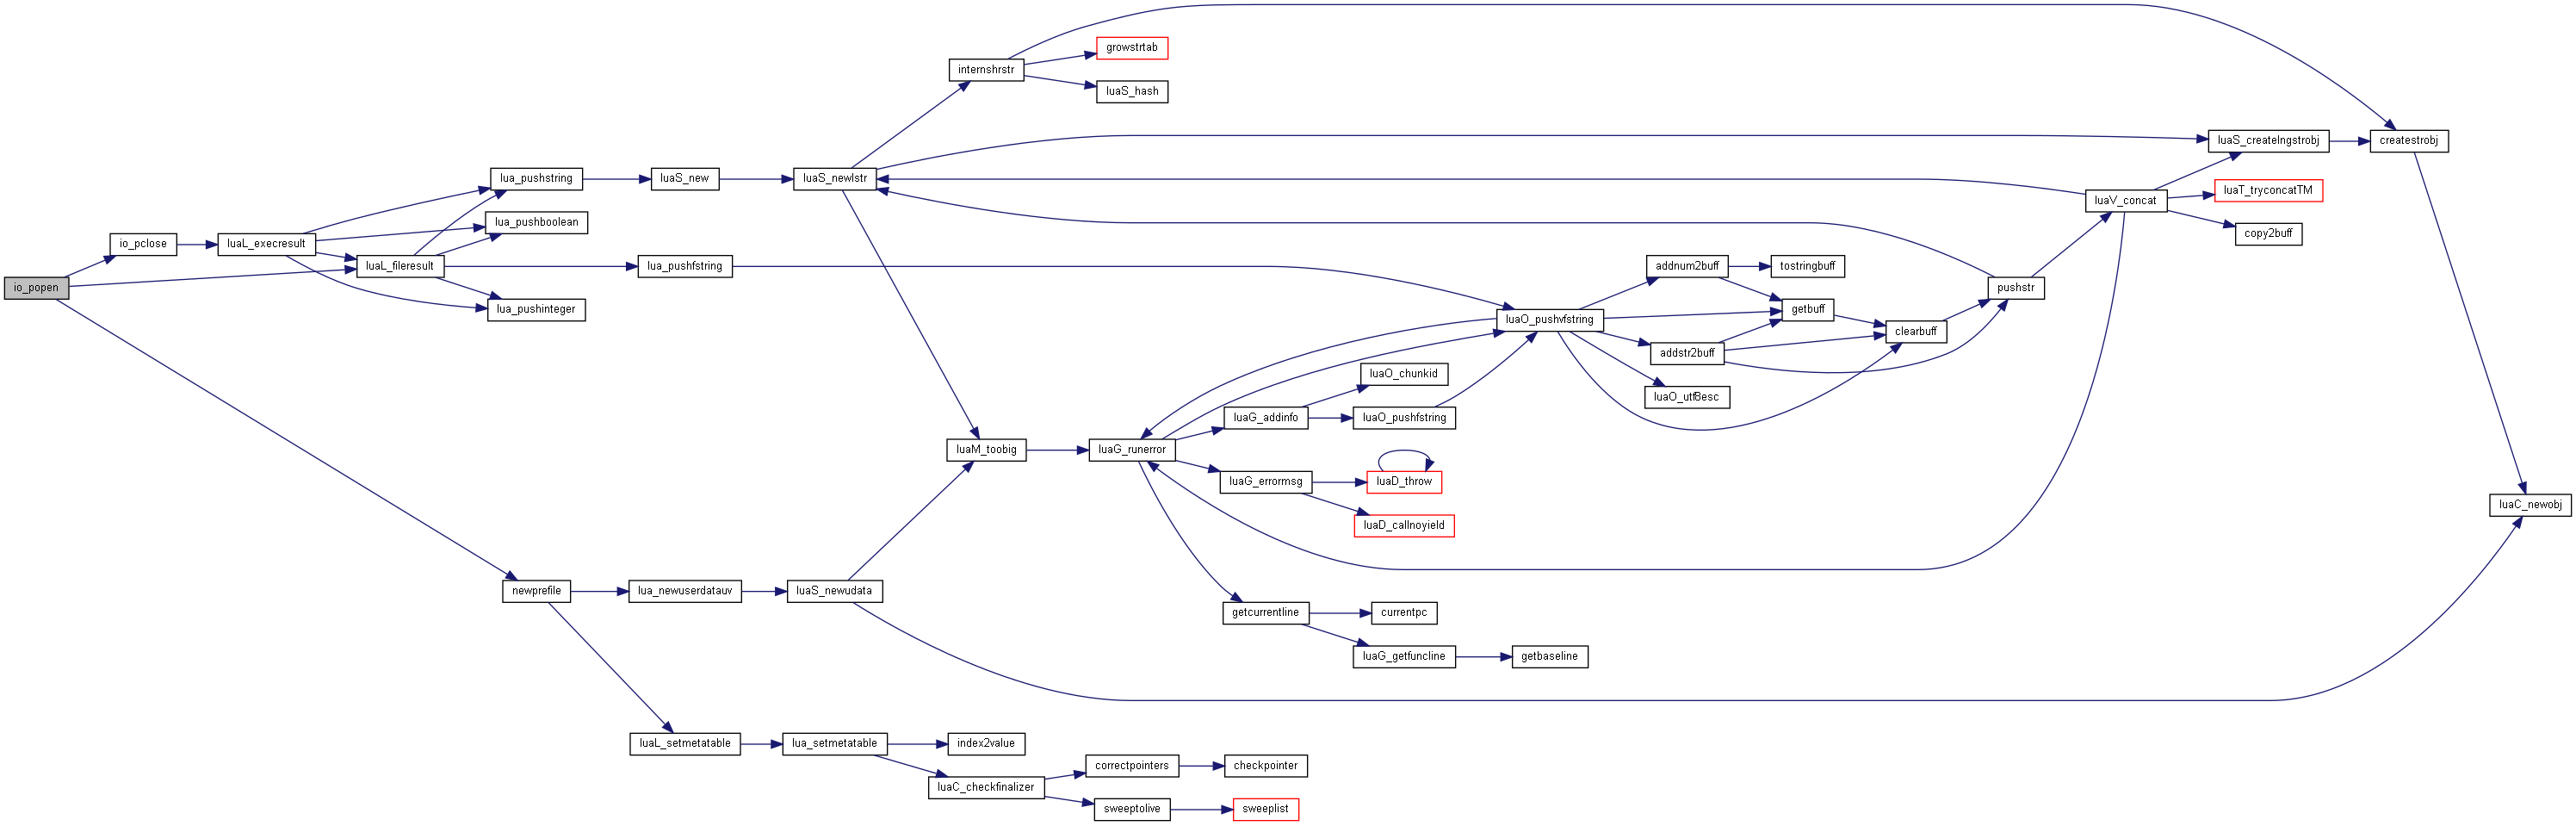 growstrtab
internshrstr
luaS_hash
luaS_createlngstrobj
createstrobj
lua_pushstring
luaS_new
luaS_newlstr
luaT_tryconcatTM
luaV_concat
lua_pushboolean
copy2buff
io_pclose
luaL_execresult
luaL_fileresult
lua_pushfstring
addnum2buff
tostringbuff
io_popen
pushstr
lua_pushinteger
getbuff
luaO_pushvfstring
clearbuff
addstr2buff
luaO_chunkid
luaO_utf8esc
luaG_addinfo
luaO_pushfstring
luaM_toobig
luaG_runerror
luaG_errormsg
luaD_throw
luaC_newobj
luaD_callnoyield
newprefile
lua_newuserdatauv
luaS_newudata
getcurrentline
currentpc
luaG_getfuncline
getbaseline
luaL_setmetatable
lua_setmetatable
index2value
correctpointers
checkpointer
luaC_checkfinalizer
sweeptolive
sweeplist